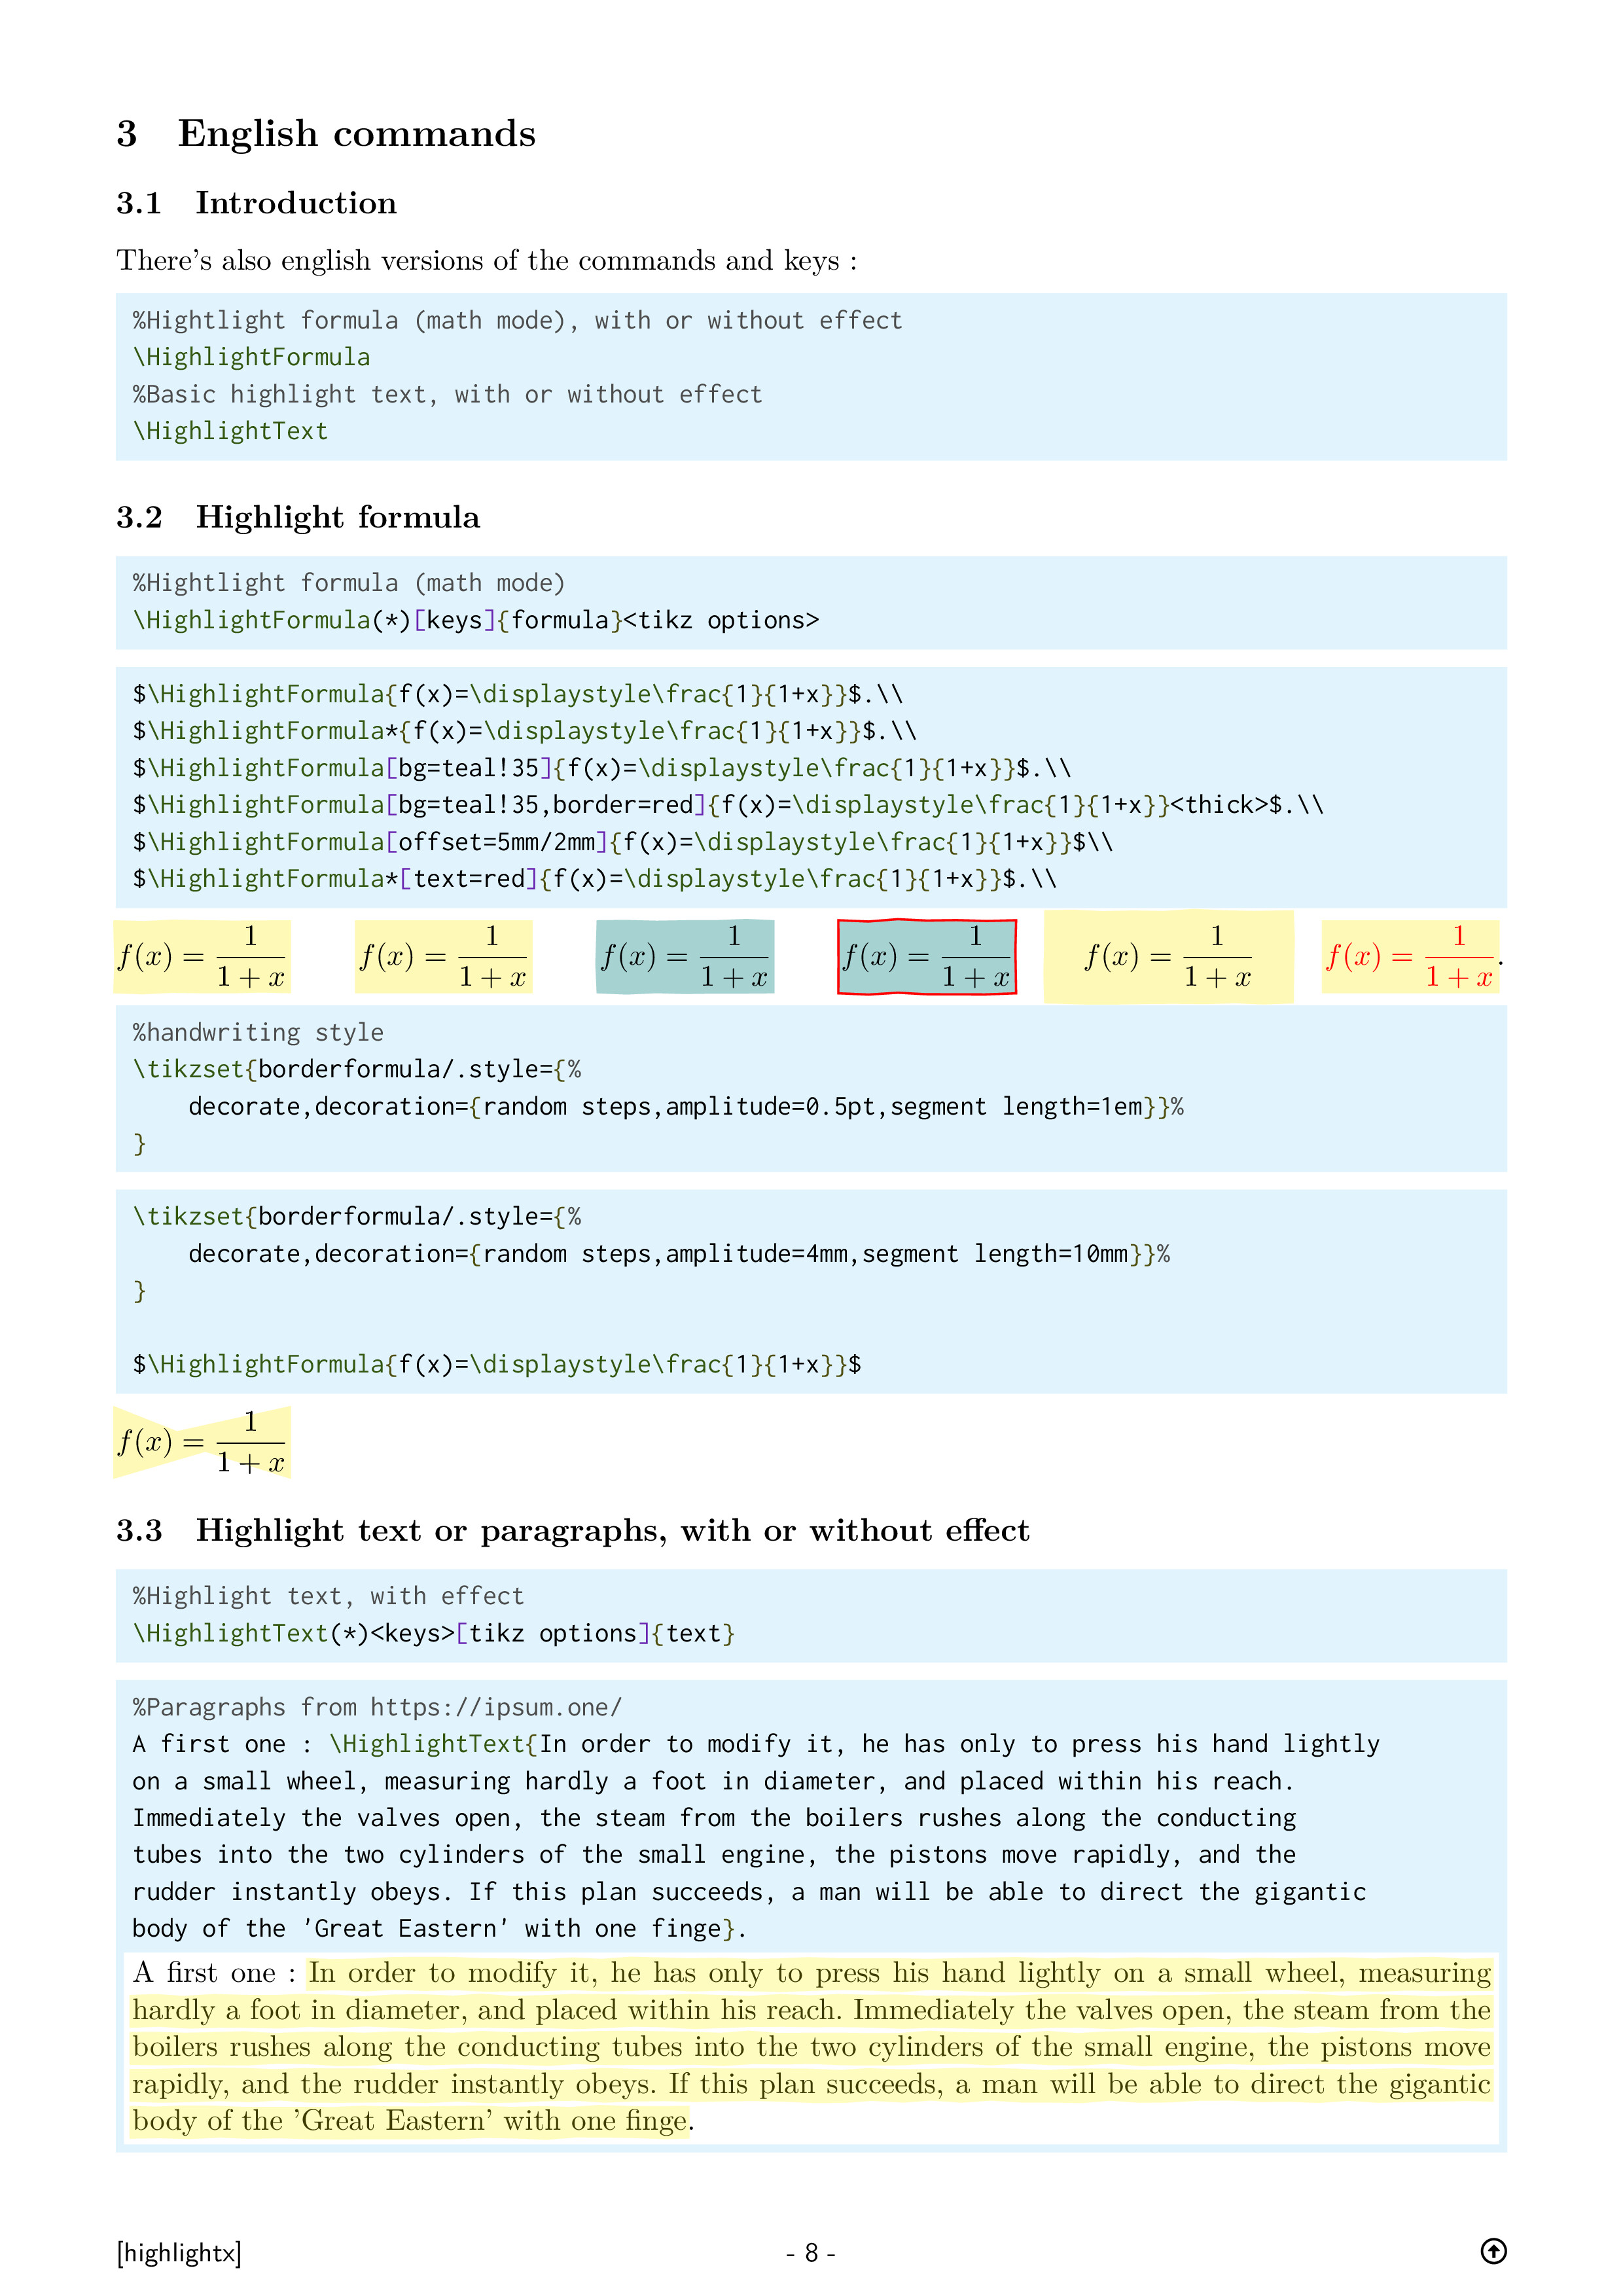 3 English commands
3.1 Introduction
There's also english versions of the commands and keys :
%Hightlight formula (math mode), with or without effect
\HighlightFormula
%Basic highlight text, with or without effect
\HighlightText
3.2 Highlight formula
%Hightlight formula (math mode)
\HighlightFormula(*)[keys]{formula}<tikz options>
$\HighlightFormula{f(x)=\displaystyle\frac{1}{1+x}}$.\\
$\HighlightFormula*{f(x)=\displaystyle\frac{1}{1+x}}$.\\
$\HighlightFormula[bg=teal!35]{f(x)=\displaystyle\frac{1}{1+x}}$.\\
$\HighlightFormula[bg=teal!35,border=red]{f(x)=\displaystyle\frac{1}{1+x}}<thick>$.\\
$\HighlightFormula[offset=5mm/2mm]{f(x)=\displaystyle\frac{1}{1+x}}$\\
$\HighlightFormula*[text=red]{f(x)=\displaystyle\frac{1}{1+x}}$.\\
f(x) = 1/(1 + x) f(x) = 1/(1 + x) f(x) = 1/(1 + x) f(x) = 1/(1 + x) f(x) = 1/(1 + x) f(x) = 1/(1 + x).
%handwriting style
\tikzset{borderformula/.style={%
    decorate,decoration={random steps,amplitude=0.5pt,segment length=1em}}%
}
\tikzset{borderformula/.style={%
    decorate,decoration={random steps,amplitude=4mm,segment length=10mm}}%
}
$\HighlightFormula{f(x)=\displaystyle\frac{1}{1+x}}$
f(x) = 1/(1 + x)
3.3 Highlight text or paragraphs, with or without effect
%Highlight text, with effect
\HighlightText(*)<keys>[tikz options]{text}
%Paragraphs from https://ipsum.one/
A first one : \HighlightText{In order to modify it, he has only to press his hand lightly
on a small wheel, measuring hardly a foot in diameter, and placed within his reach.
Immediately the valves open, the steam from the boilers rushes along the conducting
tubes into the two cylinders of the small engine, the pistons move rapidly, and the
rudder instantly obeys. If this plan succeeds, a man will be able to direct the gigantic
body of the 'Great Eastern' with one finge}.
A first one : In order to modify it, he has only to press his hand lightly on a small wheel, measuring
hardly a foot in diameter, and placed within his reach. Immediately the valves open, the steam from the
boilers rushes along the conducting tubes into the two cylinders of the small engine, the pistons move
rapidly, and the rudder instantly obeys. If this plan succeeds, a man will be able to direct the gigantic
body of the 'Great Eastern' with one finge.
[highlightx] - 8 -